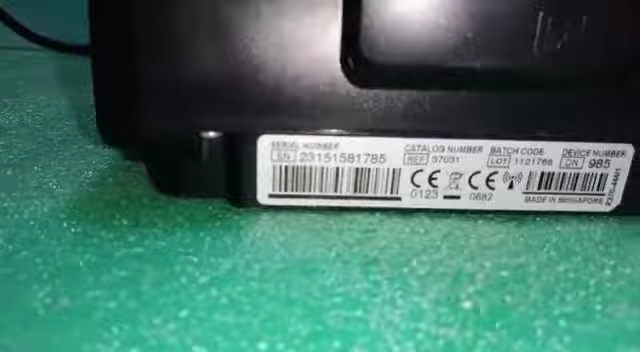 SERIAL NUMBER
SN 23151581785
CATALOG NUMBER
REF 37031
BATCH CODE
LOT 1121768
DEVICE NUMBER
DN 985
CE CE
0123 0682
MADE IN SINGAPORE